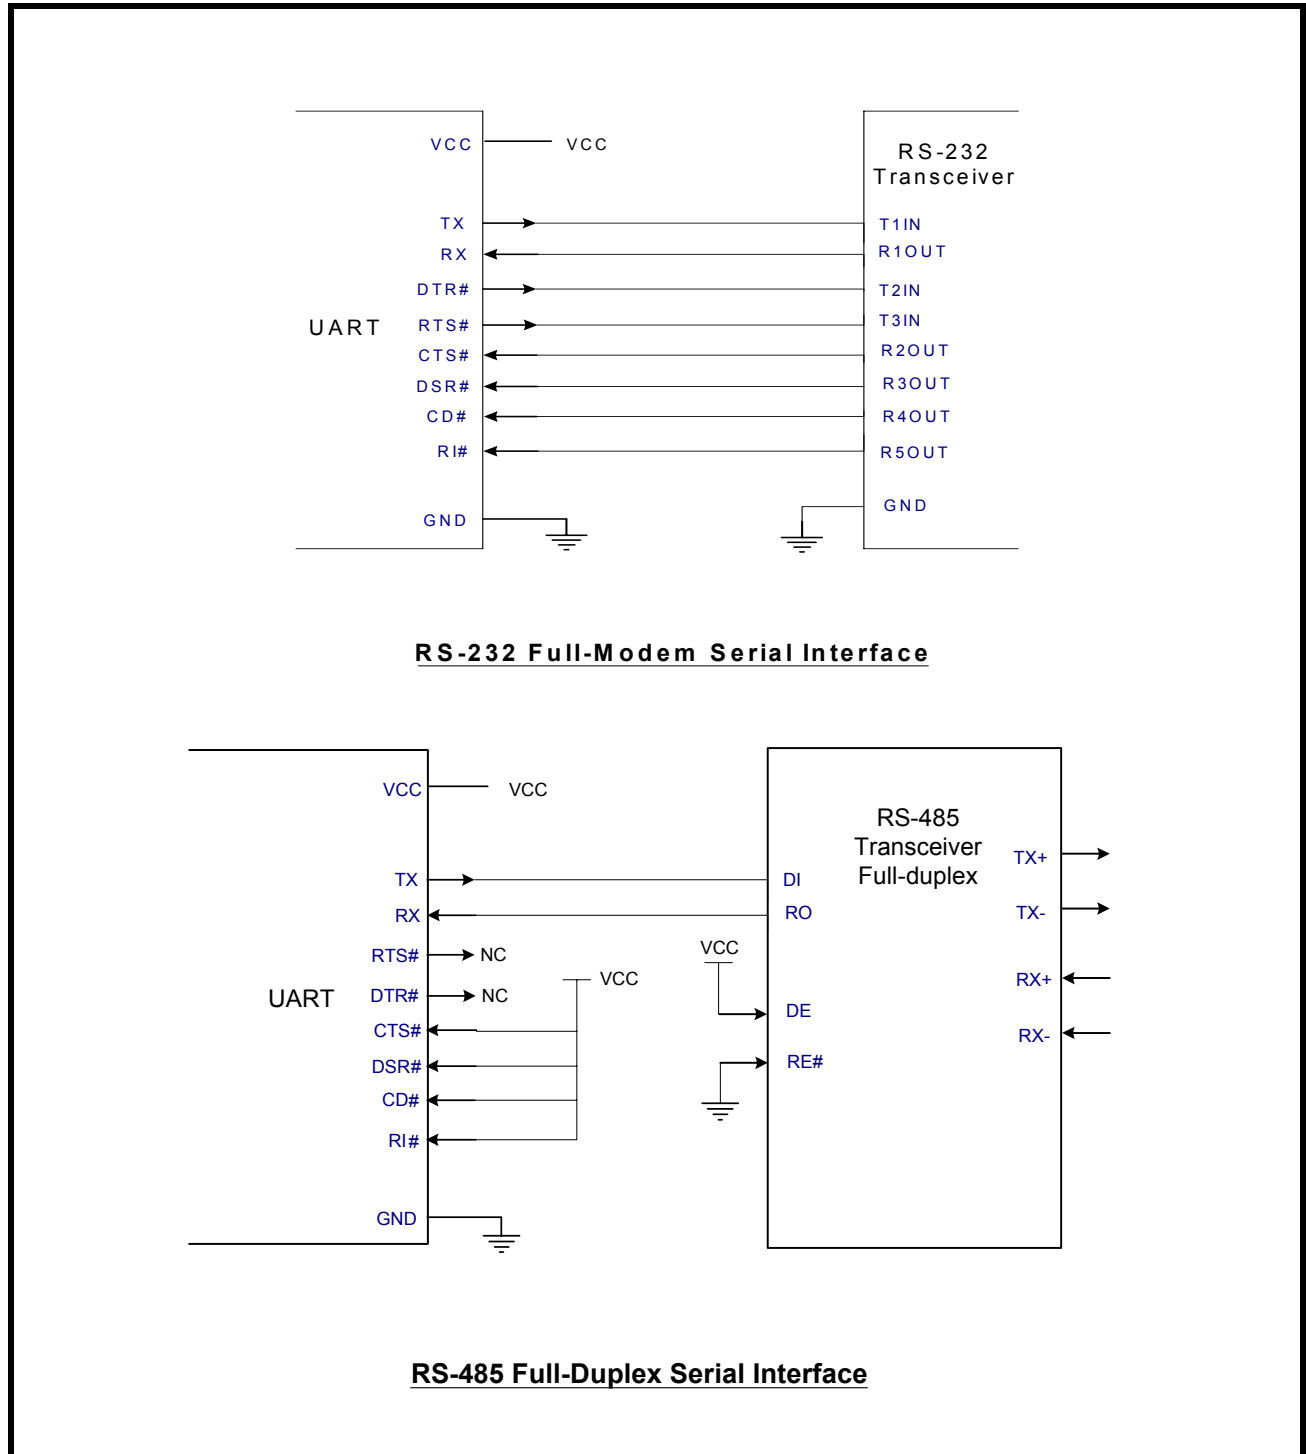 VCC
VCC
RS-232
Transceiver
TX
T1IN
RX
R1OUT
DTR#
T2IN
UART
RTS#
T3IN
CTS#
R2OUT
DSR#
R3OUT
CD#
R4OUT
RI#
R5OUT
GND
GND
RS-232 Full-Modem Serial Interface
VCC
VCC
RS-485
Transceiver
Full-duplex
TX+
TX
DI
RX
RO
TX-
RTS#
NC
VCC
VCC
RX+
UART
DTR#
NC
DE
CTS#
RX-
DSR#
RE#
CD#
RI#
GND
RS-485 Full-Duplex Serial Interface